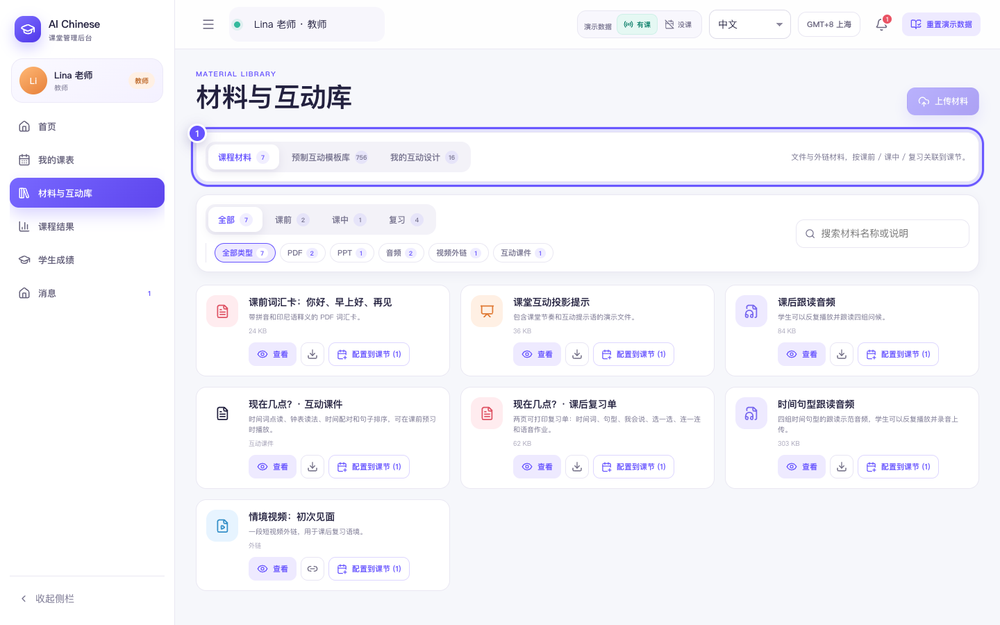 AI Chinese
课堂管理后台
Li
Lina 老师
教师
教师
首页
我的课表
材料与互动库
课程结果
学生成绩
消息
1
收起侧栏
Lina 老师 · 教师
演示数据
有课
没课
中文
GMT+8 上海
1
重置演示数据
MATERIAL LIBRARY
材料与互动库
上传材料
1
课程材料 7
预制互动模板库 756
我的互动设计 16
文件与外链材料，按课前 / 课中 / 复习关联到课节。
全部 7
课前 2
课中 1
复习 4
全部类型 7
PDF 2
PPT 1
音频 2
视频外链 1
互动课件 1
搜索材料名称或说明
课前词汇卡：你好、早上好、再见
带拼音和印尼语释义的 PDF 词汇卡。
24 KB
查看
配置到课节 (1)
课堂互动投影提示
包含课堂节奏和互动提示语的演示文件。
36 KB
查看
配置到课节 (1)
课后跟读音频
学生可以反复播放并跟读四组问候。
84 KB
查看
配置到课节 (1)
现在几点？· 互动课件
时间词点读、钟表读法、时间配对和句子排序，可在课前预习
时播放。
互动课件
查看
配置到课节 (1)
现在几点？· 课后复习单
两页可打印复习单：时间词、句型、我会说、选一选、连一连
和语音作业。
62 KB
查看
配置到课节 (1)
时间句型跟读音频
四组时间句型的跟读示范音频，学生可以反复播放并录音上
传。
303 KB
查看
配置到课节 (1)
情境视频：初次见面
一段短视频外链，用于课后复习语境。
外链
查看
配置到课节 (1)